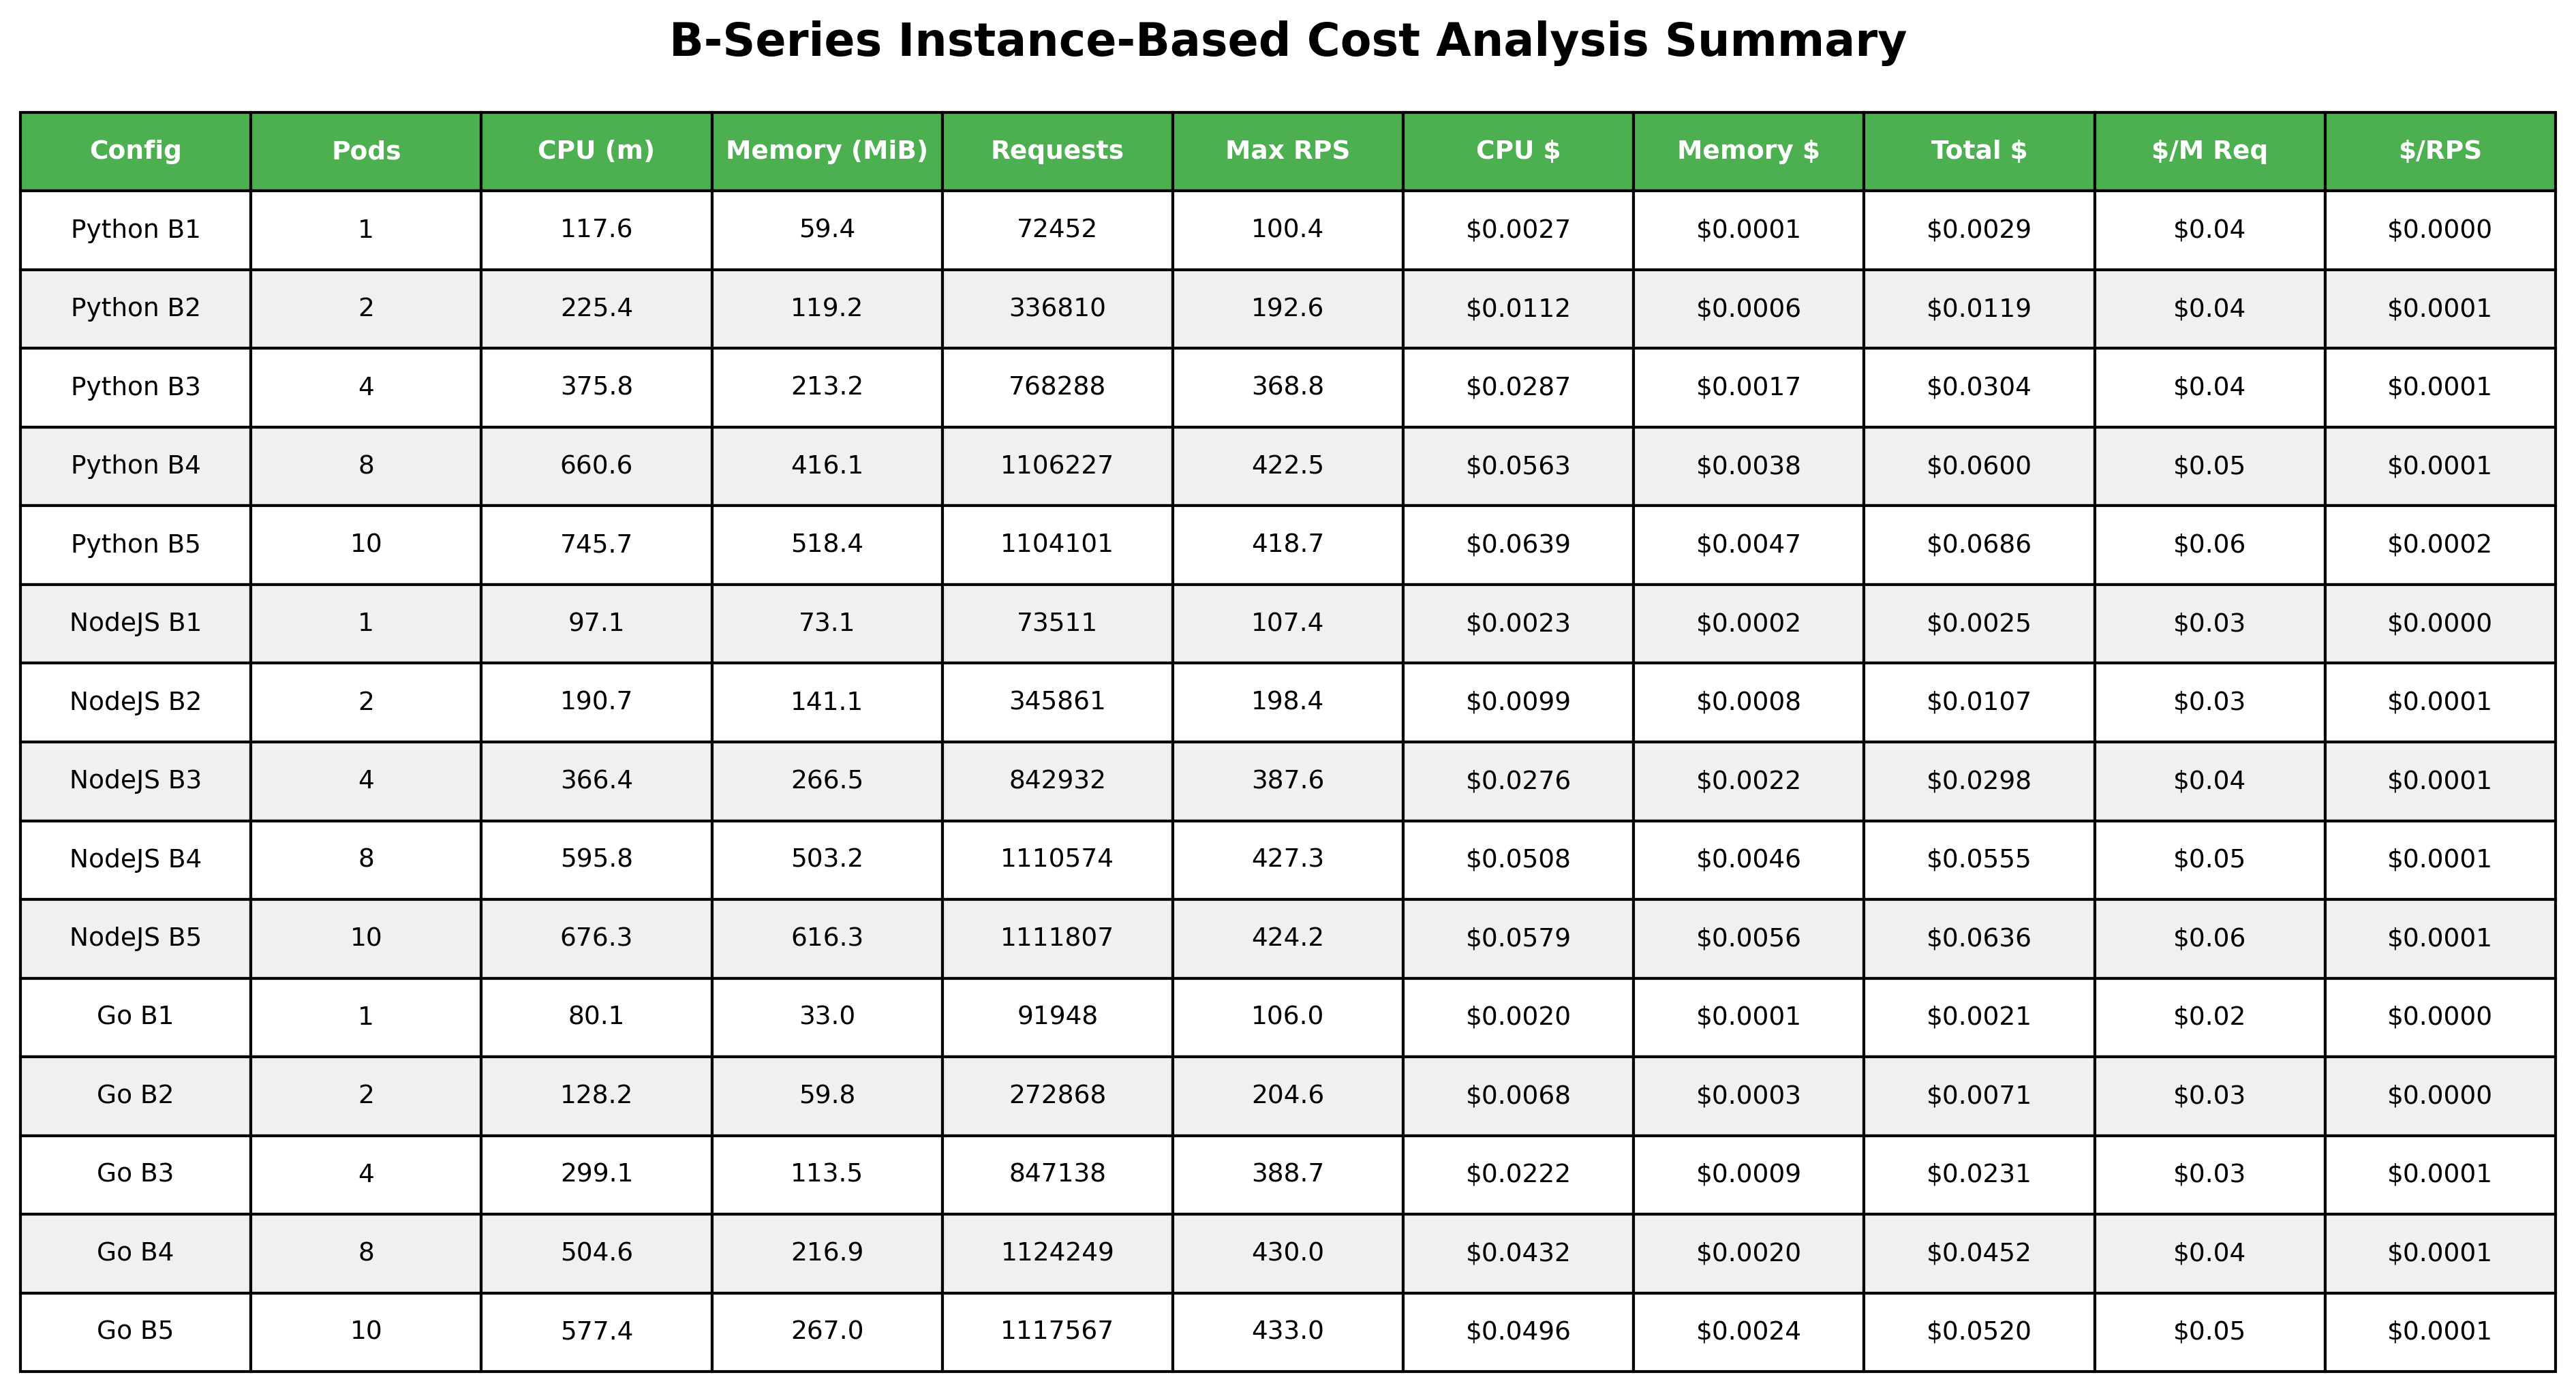 B-Series Instance-Based Cost Analysis Summary
Config Pods CPU (m) Memory (MiB) Requests Max RPS CPU $ Memory $ Total $ $/M Req $/RPS
Python B1 1 117.6 59.4 72452 100.4 $0.0027 $0.0001 $0.0029 $0.04 $0.0000
Python B2 2 225.4 119.2 336810 192.6 $0.0112 $0.0006 $0.0119 $0.04 $0.0001
Python B3 4 375.8 213.2 768288 368.8 $0.0287 $0.0017 $0.0304 $0.04 $0.0001
Python B4 8 660.6 416.1 1106227 422.5 $0.0563 $0.0038 $0.0600 $0.05 $0.0001
Python B5 10 745.7 518.4 1104101 418.7 $0.0639 $0.0047 $0.0686 $0.06 $0.0002
NodeJS B1 1 97.1 73.1 73511 107.4 $0.0023 $0.0002 $0.0025 $0.03 $0.0000
NodeJS B2 2 190.7 141.1 345861 198.4 $0.0099 $0.0008 $0.0107 $0.03 $0.0001
NodeJS B3 4 366.4 266.5 842932 387.6 $0.0276 $0.0022 $0.0298 $0.04 $0.0001
NodeJS B4 8 595.8 503.2 1110574 427.3 $0.0508 $0.0046 $0.0555 $0.05 $0.0001
NodeJS B5 10 676.3 616.3 1111807 424.2 $0.0579 $0.0056 $0.0636 $0.06 $0.0001
Go B1 1 80.1 33.0 91948 106.0 $0.0020 $0.0001 $0.0021 $0.02 $0.0000
Go B2 2 128.2 59.8 272868 204.6 $0.0068 $0.0003 $0.0071 $0.03 $0.0000
Go B3 4 299.1 113.5 847138 388.7 $0.0222 $0.0009 $0.0231 $0.03 $0.0001
Go B4 8 504.6 216.9 1124249 430.0 $0.0432 $0.0020 $0.0452 $0.04 $0.0001
Go B5 10 577.4 267.0 1117567 433.0 $0.0496 $0.0024 $0.0520 $0.05 $0.0001